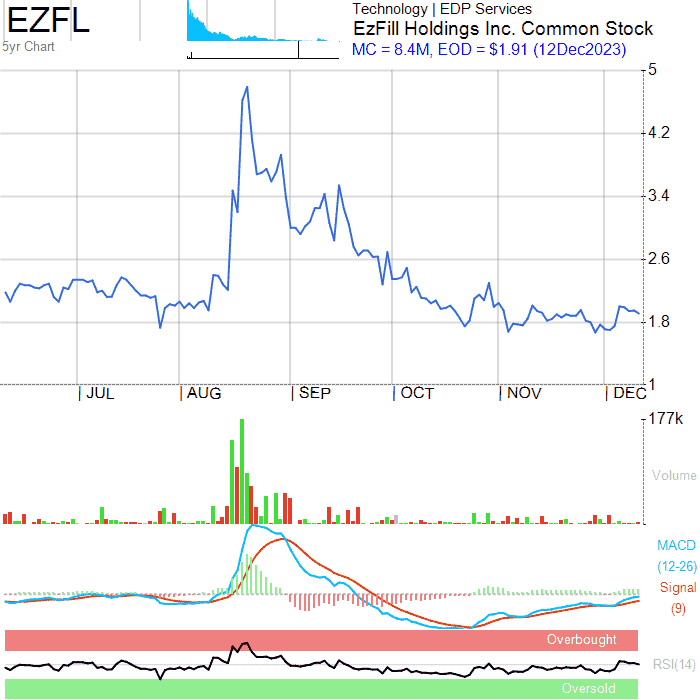 EZFL
5yr Chart
Technology | EDP Services
EzFill Holdings Inc. Common Stock
MC = 8.4M, EOD = $1.91 (12Dec2023)
5
4.2
3.4
2.6
1.8
1
| JUL | AUG | SEP | OCT | NOV | DEC
177k
Volume
MACD
(12-26)
Signal
(9)
Overbought
RSI(14)
Oversold